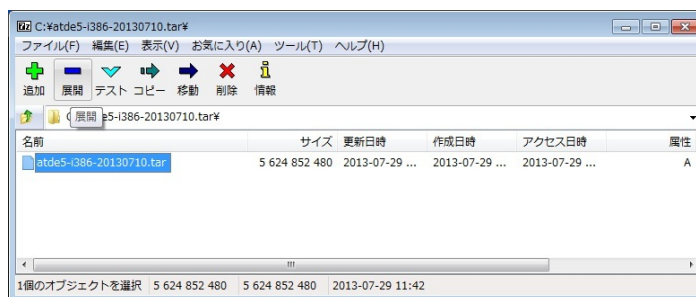 7z C:¥atde5-i386-20130710.tar¥
ファイル(F) 編集(E) 表示(V) お気に入り(A) ツール(T) ヘルプ(H)
追加 展開 テスト コピー 移動 削除 情報
展開 e5-i386-20130710.tar¥
名前 サイズ 更新日時 作成日時 アクセス日時 属性
atde5-i386-20130710.tar 5 624 852 480 2013-07-29 ... 2013-07-29 ... 2013-07-29 ... A
1個のオブジェクトを選択 5 624 852 480 5 624 852 480 2013-07-29 11:42